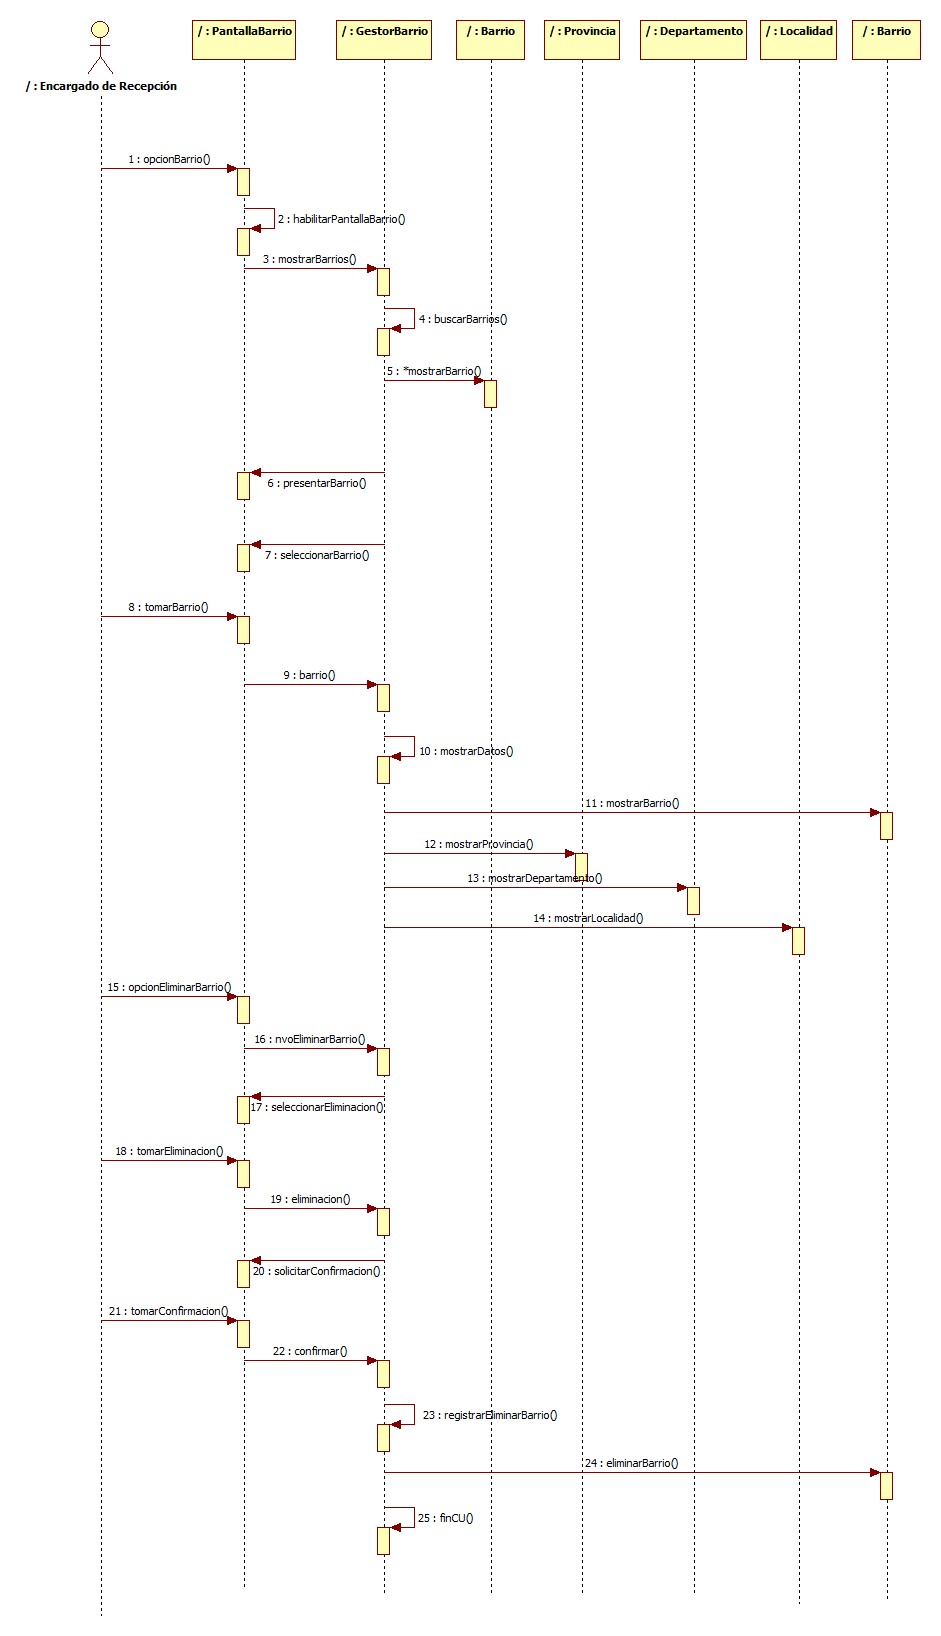 / : PantallaBarrio
/ : GestorBarrio
/ : Barrio
/ : Provincia
/ : Departamento
/ : Localidad
/ : Barrio
/ : Encargado de Recepción
1 : opcionBarrio()
2 : habilitarPantallaBarrio()
3 : mostrarBarrios()
4 : buscarBarrios()
5 : *mostrarBarrio()
6 : presentarBarrio()
7 : seleccionarBarrio()
8 : tomarBarrio()
9 : barrio()
10 : mostrarDatos()
11 : mostrarBarrio()
12 : mostrarProvincia()
13 : mostrarDepartamento()
14 : mostrarLocalidad()
15 : opcionEliminarBarrio()
16 : nvoEliminarBarrio()
17 : seleccionarEliminacion()
18 : tomarEliminacion()
19 : eliminacion()
20 : solicitarConfirmacion()
21 : tomarConfirmacion()
22 : confirmar()
23 : registrarEliminarBarrio()
24 : eliminarBarrio()
25 : finCU()